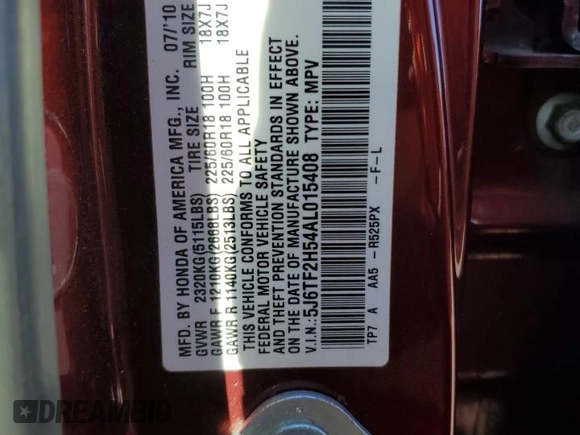 MFD. BY HONDA OF AMERICA MFG., INC. 07/'10
GVWR 2320KG(5115LBS) TIRE SIZE RIM SIZE
GAWR F 1210KG(2668LBS) 225/60R18 100H 18X7J
GAWR R 1140KG(2513LBS) 225/60R18 100H 18X7J
THIS VEHICLE CONFORMS TO ALL APPLICABLE
FEDERAL MOTOR VEHICLE SAFETY
AND THEFT PREVENTION STANDARDS IN EFFECT
ON THE DATE OF MANUFACTURE SHOWN ABOVE.
V.I.N.:5J6TF2H54AL015408 TYPE: MPV
TP7 A AA5 -R525PX -F-L
DREAMBID